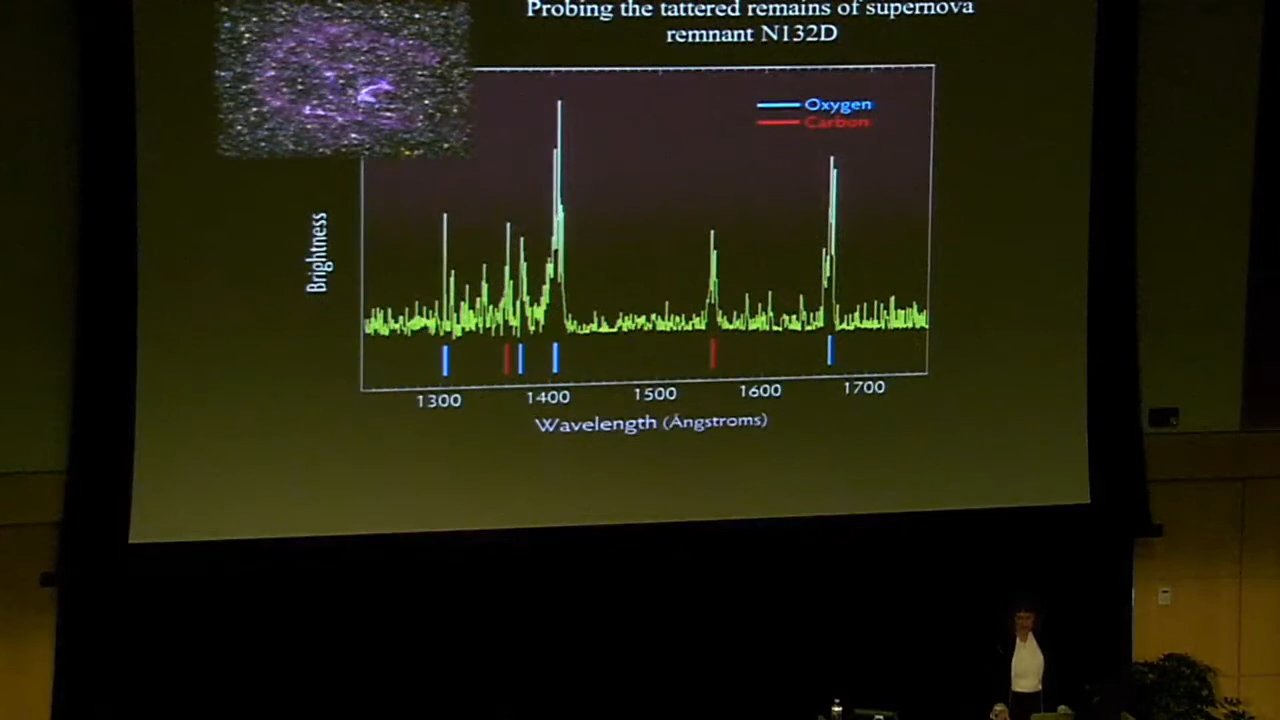 Probing the tattered remains of supernova
remnant N132D
Oxygen
Carbon
Brightness
1300 1400 1500 1600 1700
Wavelength (Ångstroms)